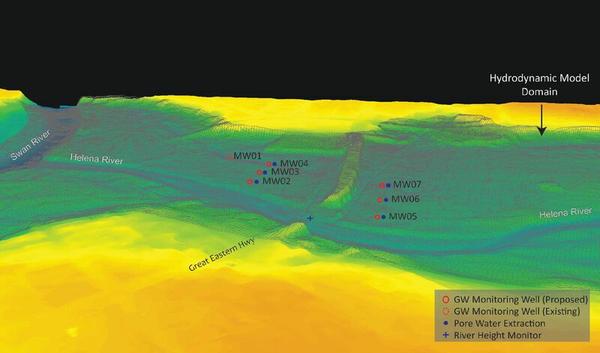 Hydrodynamic Model
Domain
Swan River
Helena River
MW01
MW04
MW03
MW02
MW07
MW06
MW05
Helena River
Great Eastern Hwy
GW Monitoring Well (Proposed)
GW Monitoring Well (Existing)
Pore Water Extraction
River Height Monitor